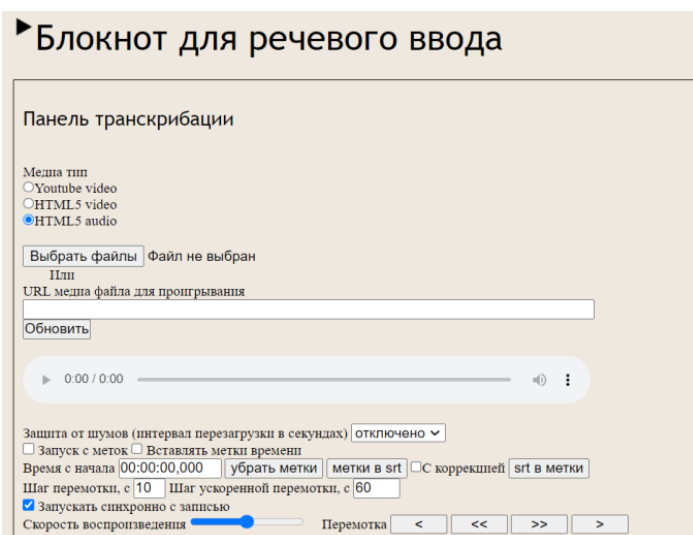 Блокнот для речевого ввода
Панель транскрибации
Медиа тип
Youtube video
HTML5 video
HTML5 audio
Выбрать файлы Файл не выбран
Или
URL медиа файла для проигрывания
Обновить
0:00 / 0:00
Защита от шумов (интервал перезагрузки в секундах) отключено
Запуск с меток Вставлять метки времени
Время с начала 00:00:00,000 убрать метки метки в srt С коррекцией srt в метки
Шаг перемотки, с 10 Шаг ускоренной перемотки, с 60
Запускать синхронно с записью
Скорость воспроизведения Перемотка < << >> >